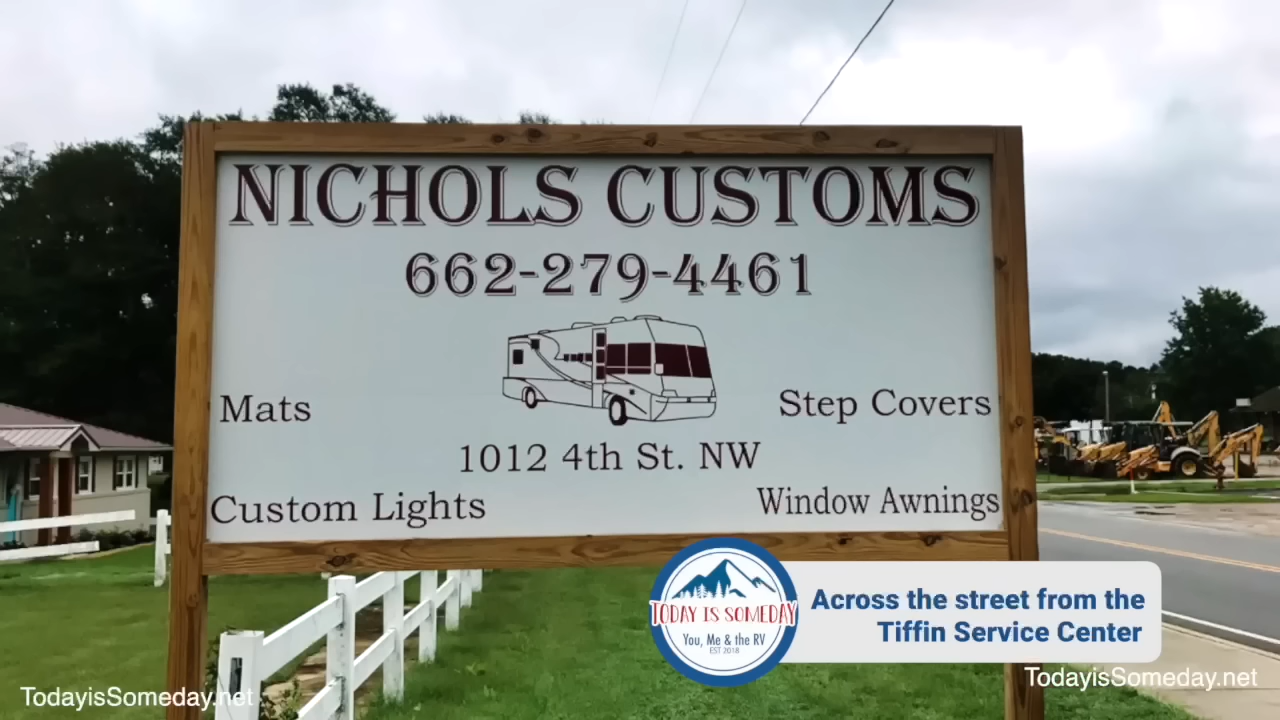 NICHOLS CUSTOMS
662-279-4461
Mats
Step Covers
1012 4th St. NW
Custom Lights
Window Awnings
TODAY IS SOMEDAY
You, Me & the RV
EST 2018
Across the street from the
Tiffin Service Center
TodayisSomeday.net
TodayisSomeday.net